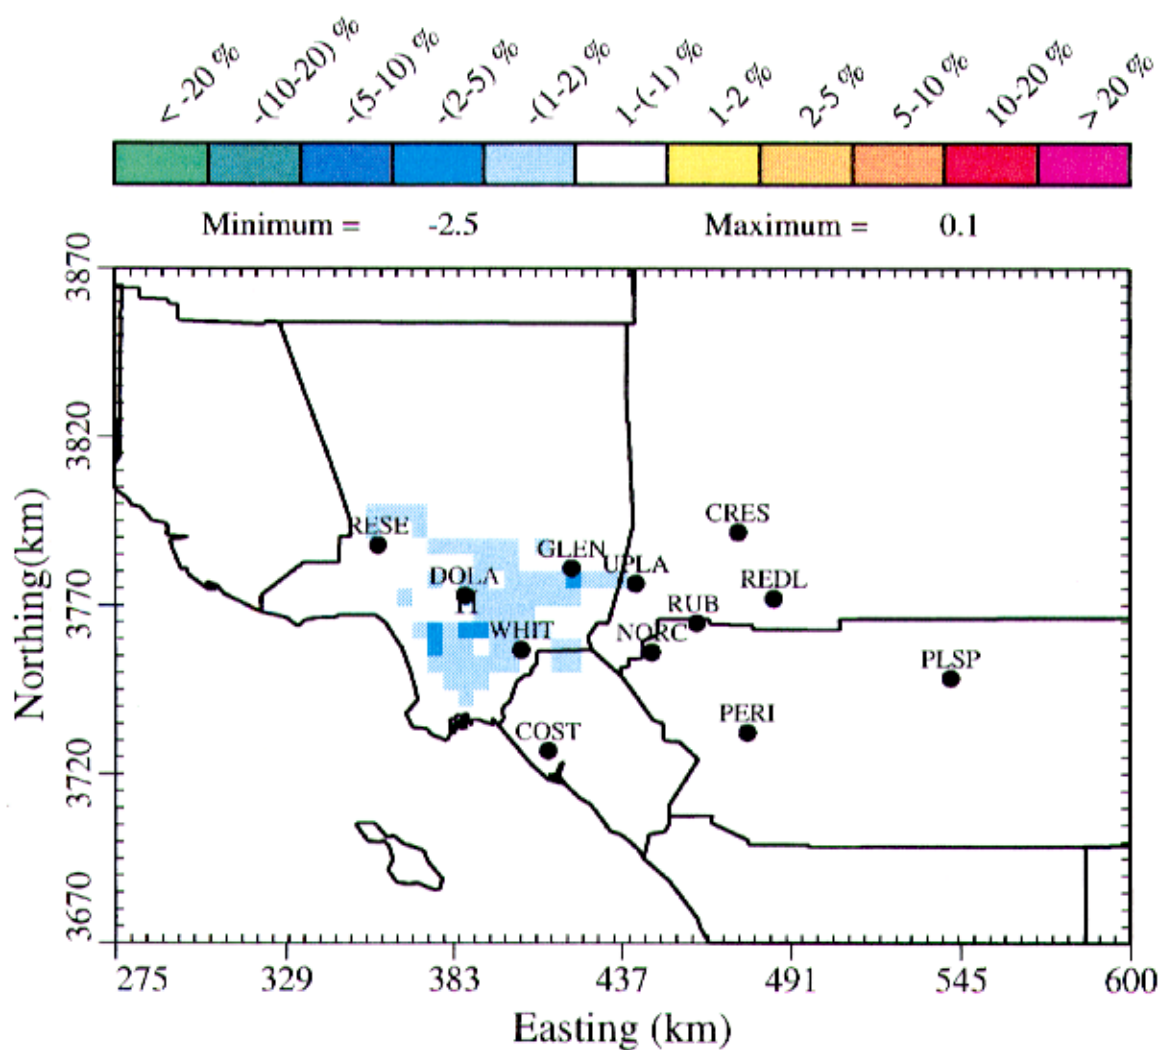 < -20 %
-(10-20) %
-(5-10) %
-(2-5) %
-(1-2) %
1-(-1) %
1-2 %
2-5 %
5-10 %
10-20 %
> 20 %
Minimum = -2.5 Maximum = 0.1
3870
3820
3770
3720
3670
Northing(km)
RESE
DOLA
H
GLEN
UPLA
CRES
REDL
RUB
WHIT
NORC
PLSP
PERI
COST
275 329 383 437 491 545 600
Easting (km)